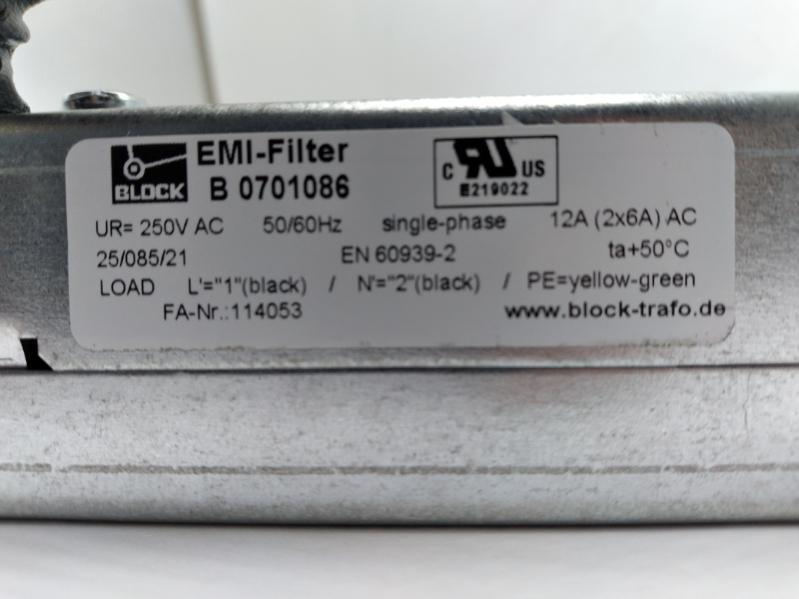 BLOCK
EMI-Filter
B 0701086
c RU US
E219022
UR= 250V AC 50/60Hz single-phase 12A (2x6A) AC
25/085/21 EN 60939-2 ta+50°C
LOAD L'="1"(black) / N'="2"(black) / PE=yellow-green
FA-Nr.:114053 www.block-trafo.de